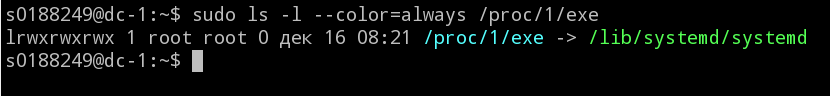 s0188249@dc-1:~$ sudo ls -l --color=always /proc/1/exe
lrwxrwxrwx 1 root root 0 дек 16 08:21 /proc/1/exe -> /lib/systemd/systemd
s0188249@dc-1:~$